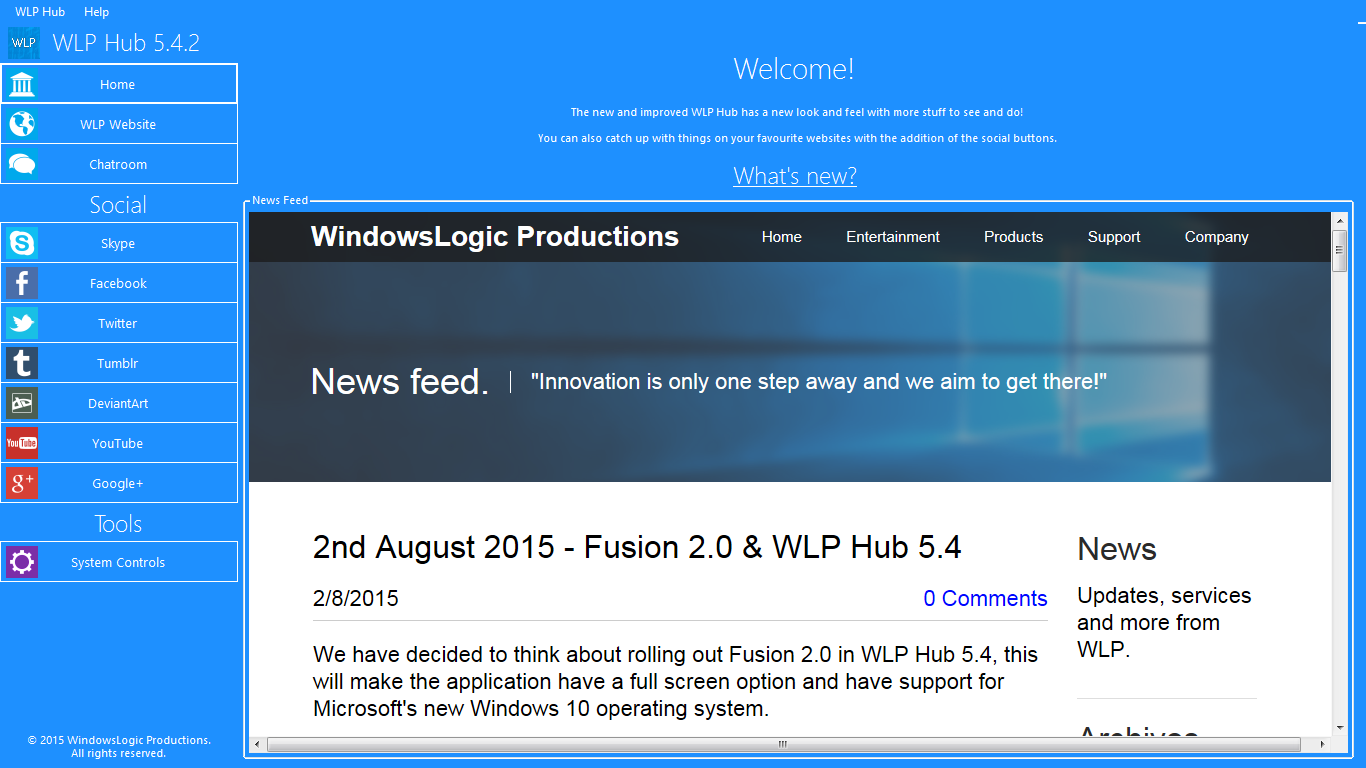 WLP Hub Help
WLP WLP Hub 5.4.2
Home
WLP Website
Chatroom
Social
Skype
Facebook
Twitter
Tumblr
DeviantArt
You Tube YouTube
g+ Google+
Tools
System Controls
© 2015 WindowsLogic Productions.
All rights reserved.
Welcome!
The new and improved WLP Hub has a new look and feel with more stuff to see and do!
You can also catch up with things on your favourite websites with the addition of the social buttons.
What's new?
News Feed
WindowsLogic Productions Home Entertainment Products Support Company
News feed. "Innovation is only one step away and we aim to get there!"
2nd August 2015 - Fusion 2.0 & WLP Hub 5.4
2/8/2015 0 Comments
We have decided to think about rolling out Fusion 2.0 in WLP Hub 5.4, this
will make the application have a full screen option and have support for
Microsoft's new Windows 10 operating system.
News
Updates, services
and more from
WLP.
Archives